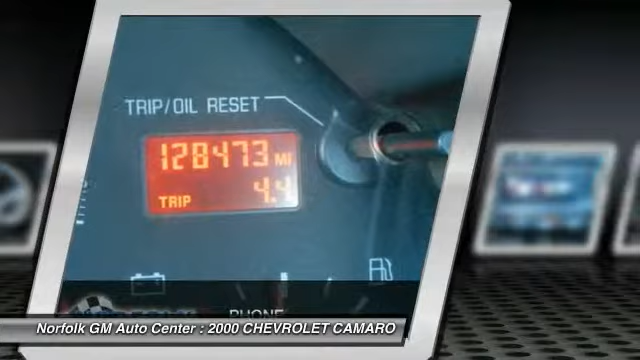 TRIP/OIL RESET
128473 MI
TRIP 4.4
PHONE
Norfolk GM Auto Center : 2000 CHEVROLET CAMARO